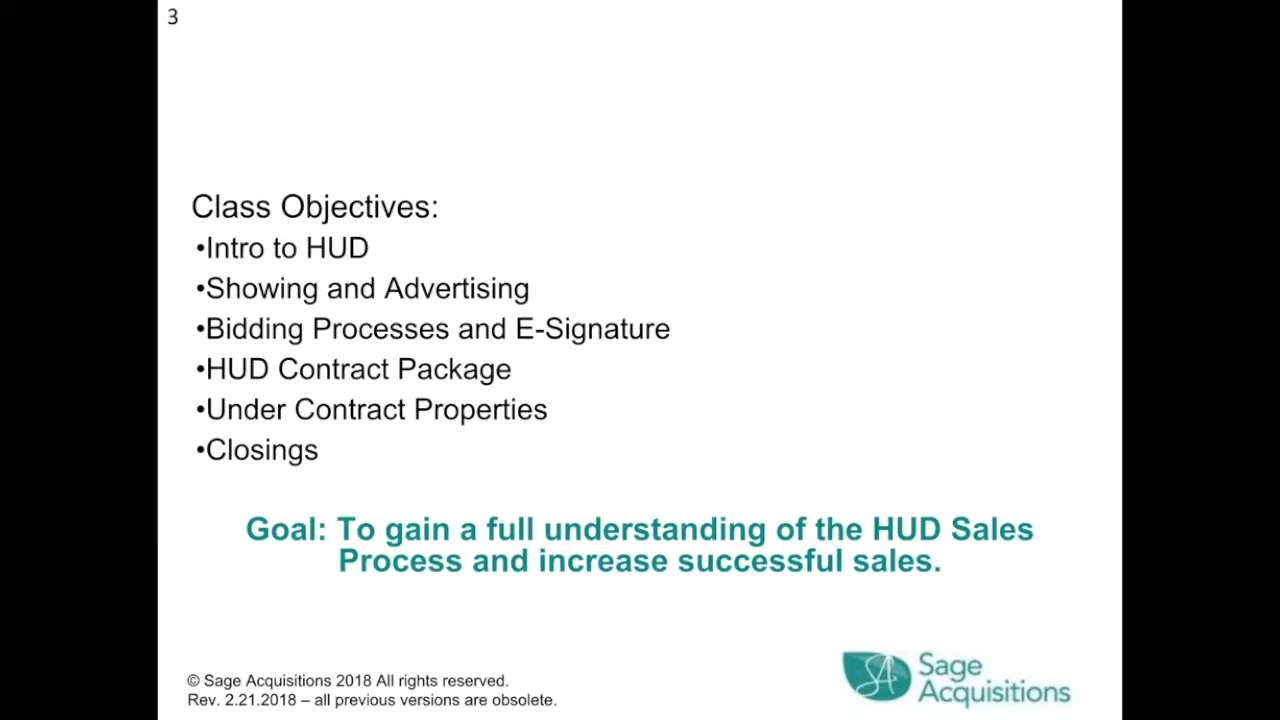 3
Class Objectives:
•Intro to HUD
•Showing and Advertising
•Bidding Processes and E-Signature
•HUD Contract Package
•Under Contract Properties
•Closings
Goal: To gain a full understanding of the HUD Sales
Process and increase successful sales.
© Sage Acquisitions 2018 All rights reserved.
Rev. 2.21.2018 – all previous versions are obsolete.
SA
Sage
Acquisitions